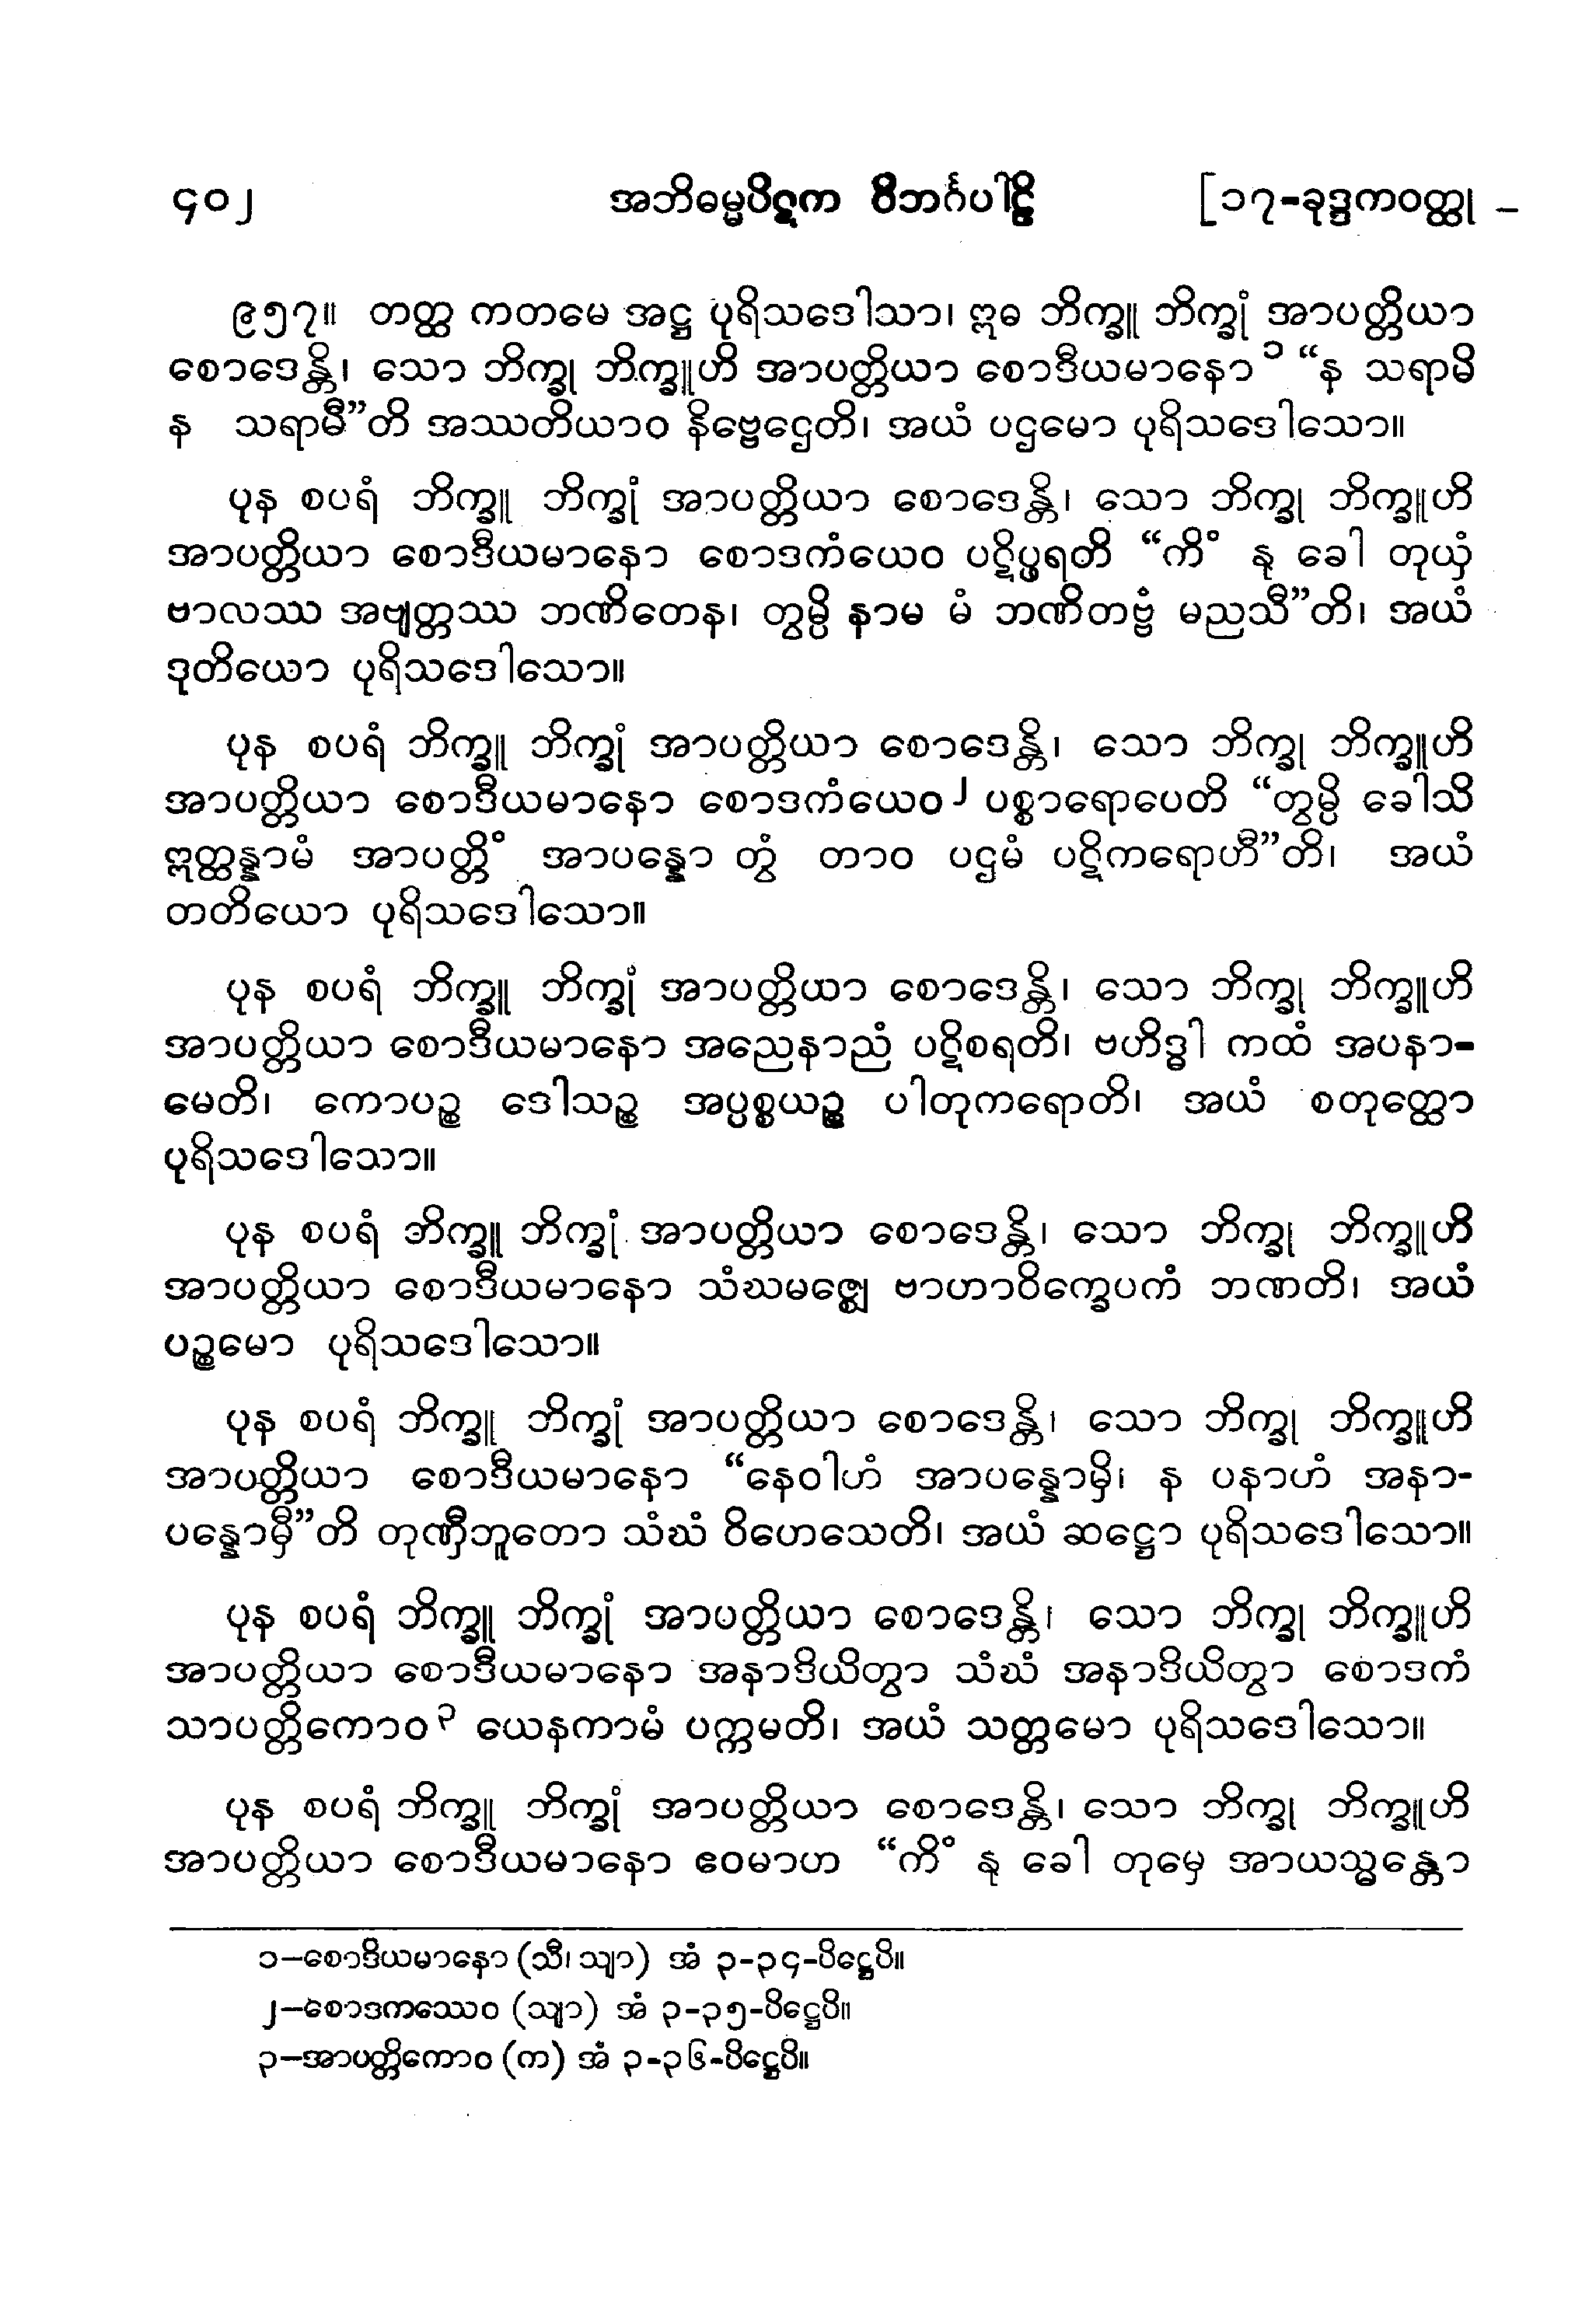 ၄၀၂ အဘိဓမ္မပိဋက ဝိဘင်္ဂပါဠိ [၁၇-ခုဒ္ဒကဝတ္ထု –
၉၅၇။ တတ္ထ ကတမေ အဋ္ဌ ပုရိသဒေါသာ၊ ဣဓ ဘိက္ခူ ဘိက္ခုံ အာပတ္တိယာ
စောဒေန္တိ၊ သော ဘိက္ခု ဘိက္ခူဟိ အာပတ္တိယာ စောဒီယမာနော၁ “န သရာမိ
န သရာမီ”တိ အဿတိယာဝ နိဗ္ဗေဌေတိ၊ အယံ ပဌမော ပုရိသဒေါသော။
ပုန စပရံ ဘိက္ခူ ဘိက္ခုံ အာပတ္တိယာ စောဒေန္တိ၊ သော ဘိက္ခု ဘိက္ခူဟိ
အာပတ္တိယာ စောဒီယမာနော စောဒကံယေဝ ပဋိပ္ဖရတိ “ကိံ နု ခေါ တုယှံ
ဗာလဿ အဗျတ္တဿ ဘဏိတေန၊ တွမ္ပိ နာမ မံ ဘဏိတဗ္ဗံ မညသီ”တိ၊ အယံ
ဒုတိယော ပုရိသဒေါသော။
ပုန စပရံ ဘိက္ခူ ဘိက္ခုံ အာပတ္တိယာ စောဒေန္တိ၊ သော ဘိက္ခု ဘိက္ခူဟိ
အာပတ္တိယာ စောဒီယမာနော စောဒကံယေဝ၂ ပစ္စာရောပေတိ “တွမ္ပိ ခေါသိ
ဣတ္ထန္နာမံ အာပတ္တိံ အာပန္နော တွံ တာဝ ပဌမံ ပဋိကရောဟီ”တိ၊ အယံ
တတိယော ပုရိသဒေါသော။
ပုန စပရံ ဘိက္ခူ ဘိက္ခုံ အာပတ္တိယာ စောဒေန္တိ၊ သော ဘိက္ခု ဘိက္ခူဟိ
အာပတ္တိယာ စောဒီယမာနော အညေနာညံ ပဋိစရတိ၊ ဗဟိဒ္ဓါ ကထံ အပနာ-
မေတိ၊ ကောပဉ္စ ဒေါသဉ္စ အပ္ပစ္စယဉ္စ ပါတုကရောတိ၊ အယံ စတုတ္ထော
ပုရိသဒေါသော။
ပုန စပရံ ဘိက္ခူ ဘိက္ခုံ အာပတ္တိယာ စောဒေန္တိ၊ သော ဘိက္ခု ဘိက္ခူဟိ
အာပတ္တိယာ စောဒီယမာနော သံဃမဇ္ဈေ ဗာဟာဝိက္ခေပကံ ဘဏတိ၊ အယံ
ပဉ္စမော ပုရိသဒေါသော။
ပုန စပရံ ဘိက္ခူ ဘိက္ခုံ အာပတ္တိယာ စောဒေန္တိ၊ သော ဘိက္ခု ဘိက္ခူဟိ
အာပတ္တိယာ စောဒီယမာနော “နေဝါဟံ အာပန္နောမှိ၊ န ပနာဟံ အနာ-
ပန္နောမှီ”တိ တုဏှီဘူတော သံဃံ ဝိဟေသေတိ၊ အယံ ဆဋ္ဌော ပုရိသဒေါသော။
ပုန စပရံ ဘိက္ခူ ဘိက္ခုံ အာပတ္တိယာ စောဒေန္တိ၊ သော ဘိက္ခု ဘိက္ခူဟိ
အာပတ္တိယာ စောဒီယမာနော အနာဒိယိတွာ သံဃံ အနာဒိယိတွာ စောဒကံ
သာပတ္တိကောဝ၃ ယေနကာမံ ပက္ကမတိ၊ အယံ သတ္တမော ပုရိသဒေါသော။
ပုန စပရံ ဘိက္ခူ ဘိက္ခုံ အာပတ္တိယာ စောဒေန္တိ၊ သော ဘိက္ခု ဘိက္ခူဟိ
အာပတ္တိယာ စောဒီယမာနော ဧဝမာဟ “ကိံ နု ခေါ တုမှေ အာယသ္မန္တော
၁–စောဒိယမာနော (သီ၊ သျာ) အံ ၃-၃၄-ပိဋ္ဌေပိ။
၂–စောဒကဿေဝ (သျာ) အံ ၃-၃၅-ပိဋ္ဌေပိ။
၃–အာပတ္တိကောဝ (က) အံ ၃-၃၆-ပိဋ္ဌေပိ။